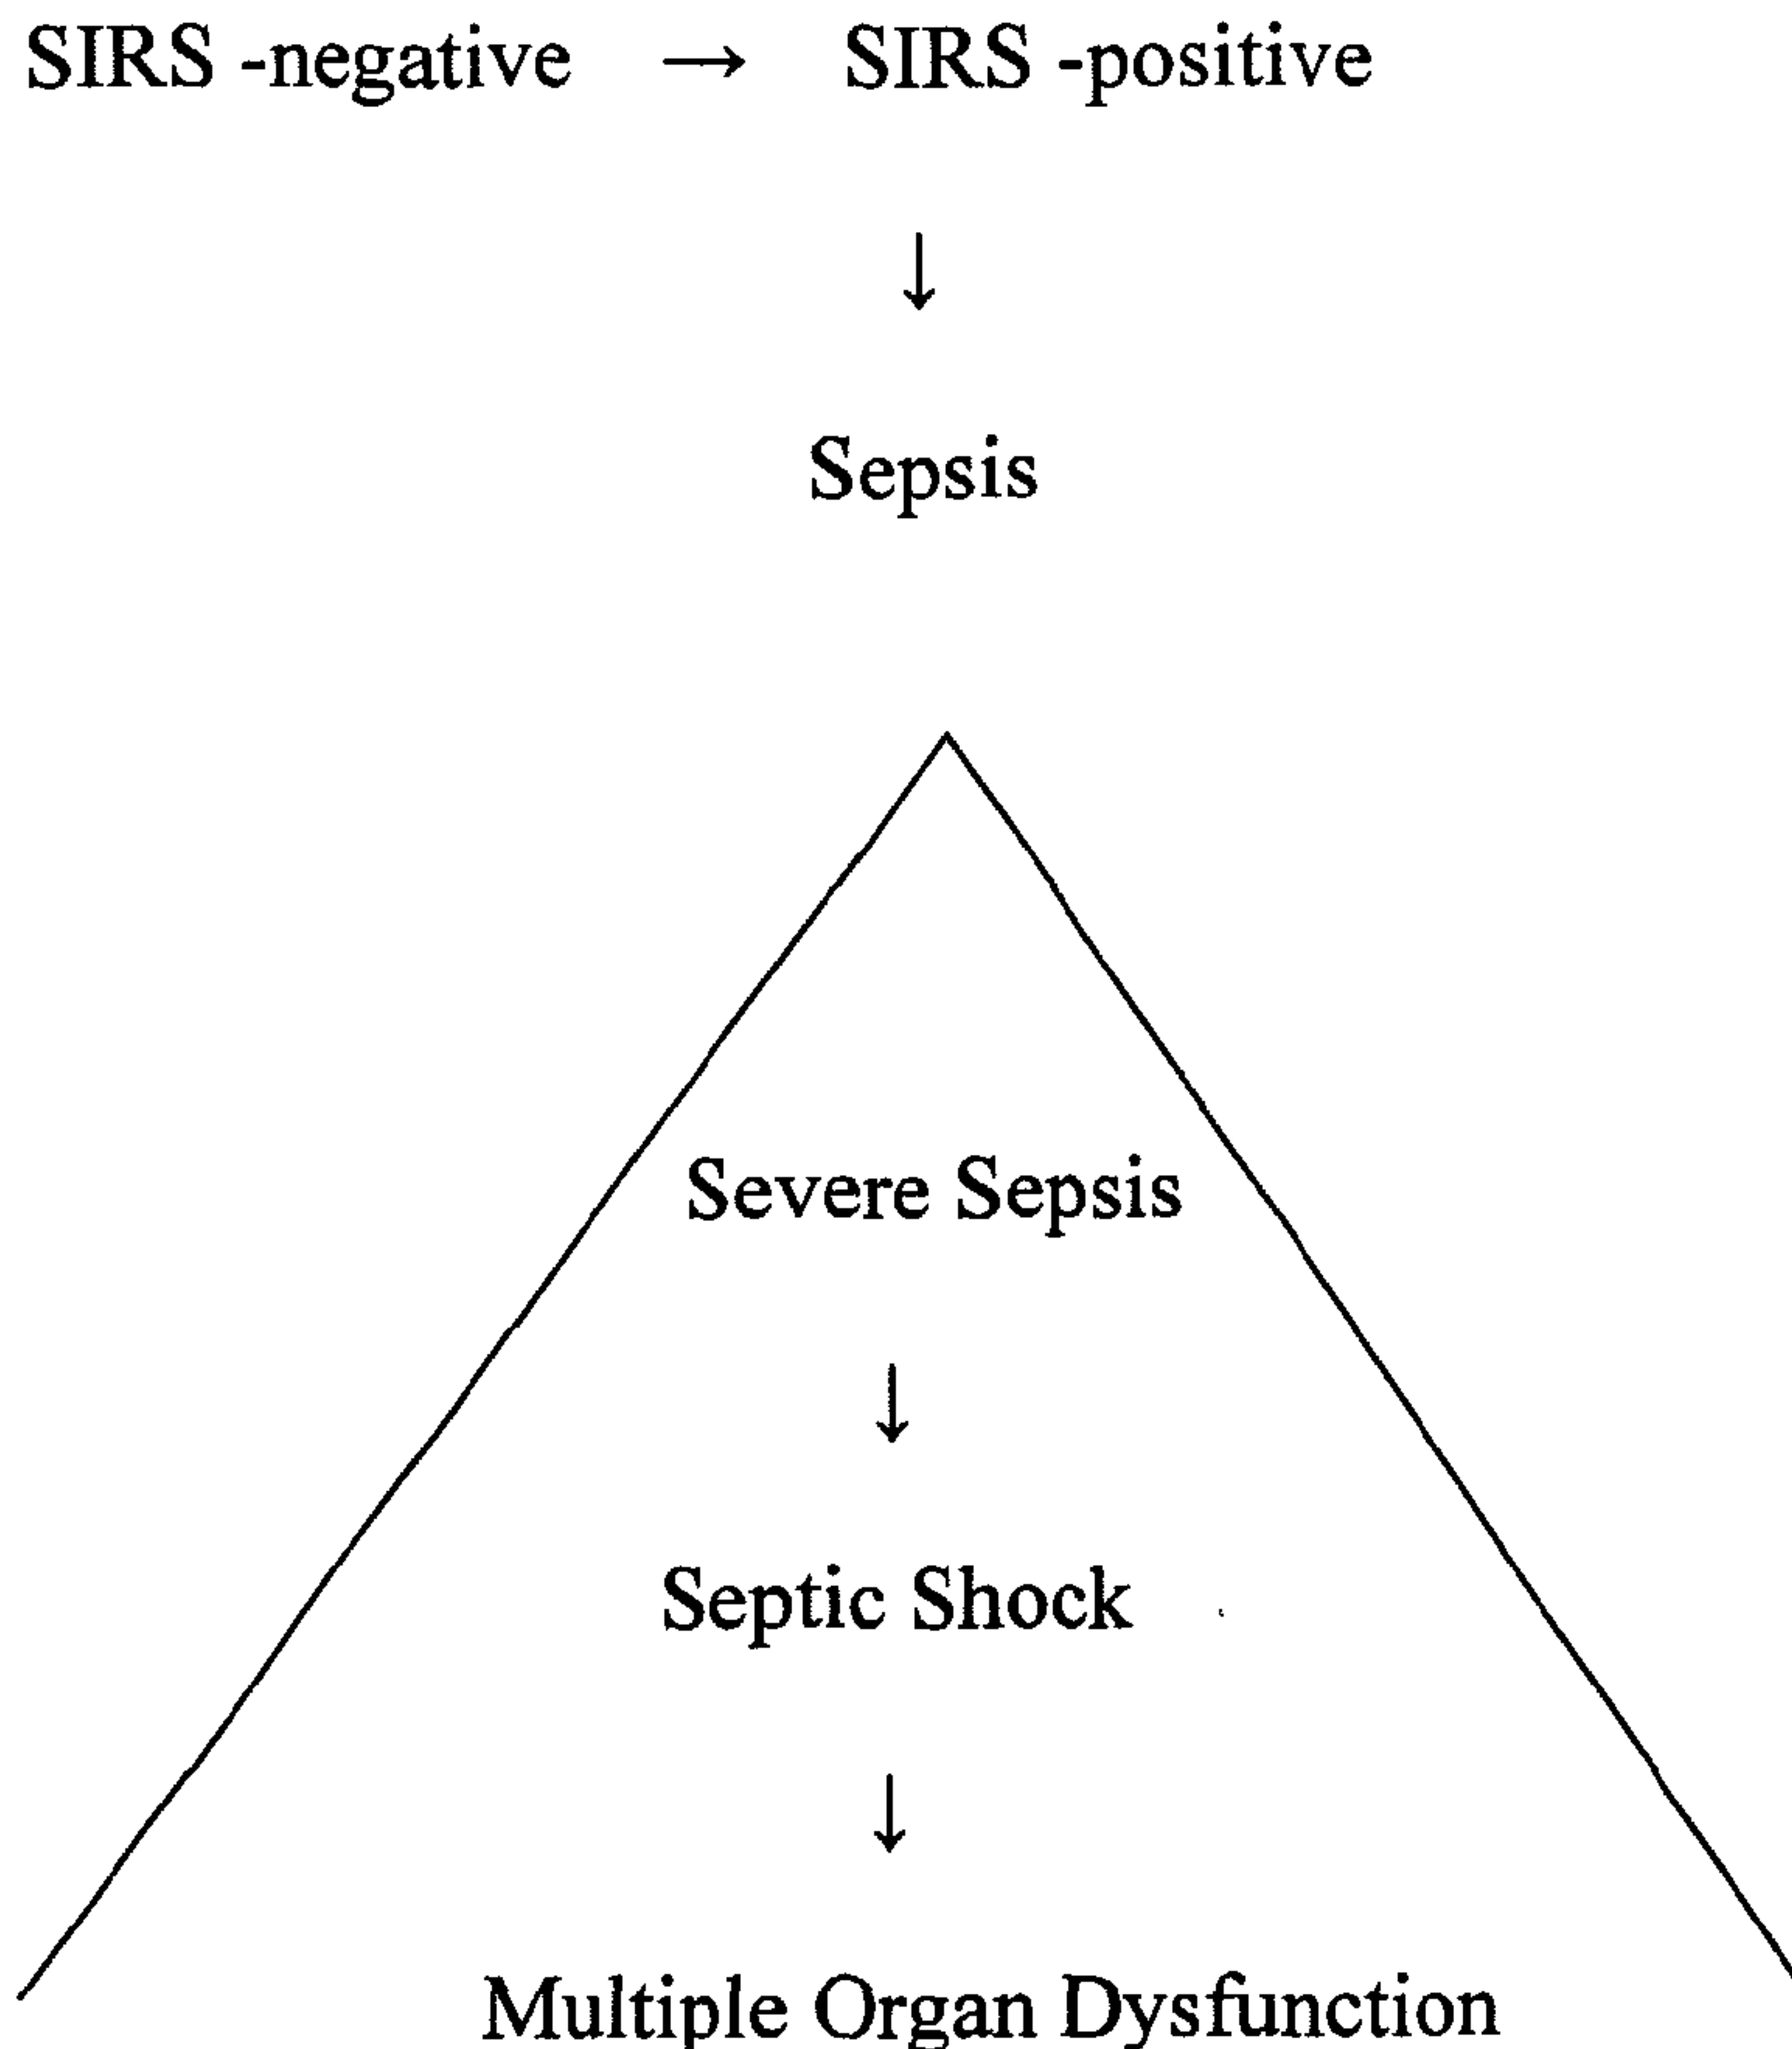 SIRS -negative → SIRS -positive
↓
Sepsis
Severe Sepsis
↓
Septic Shock
↓
Multiple Organ Dysfunction